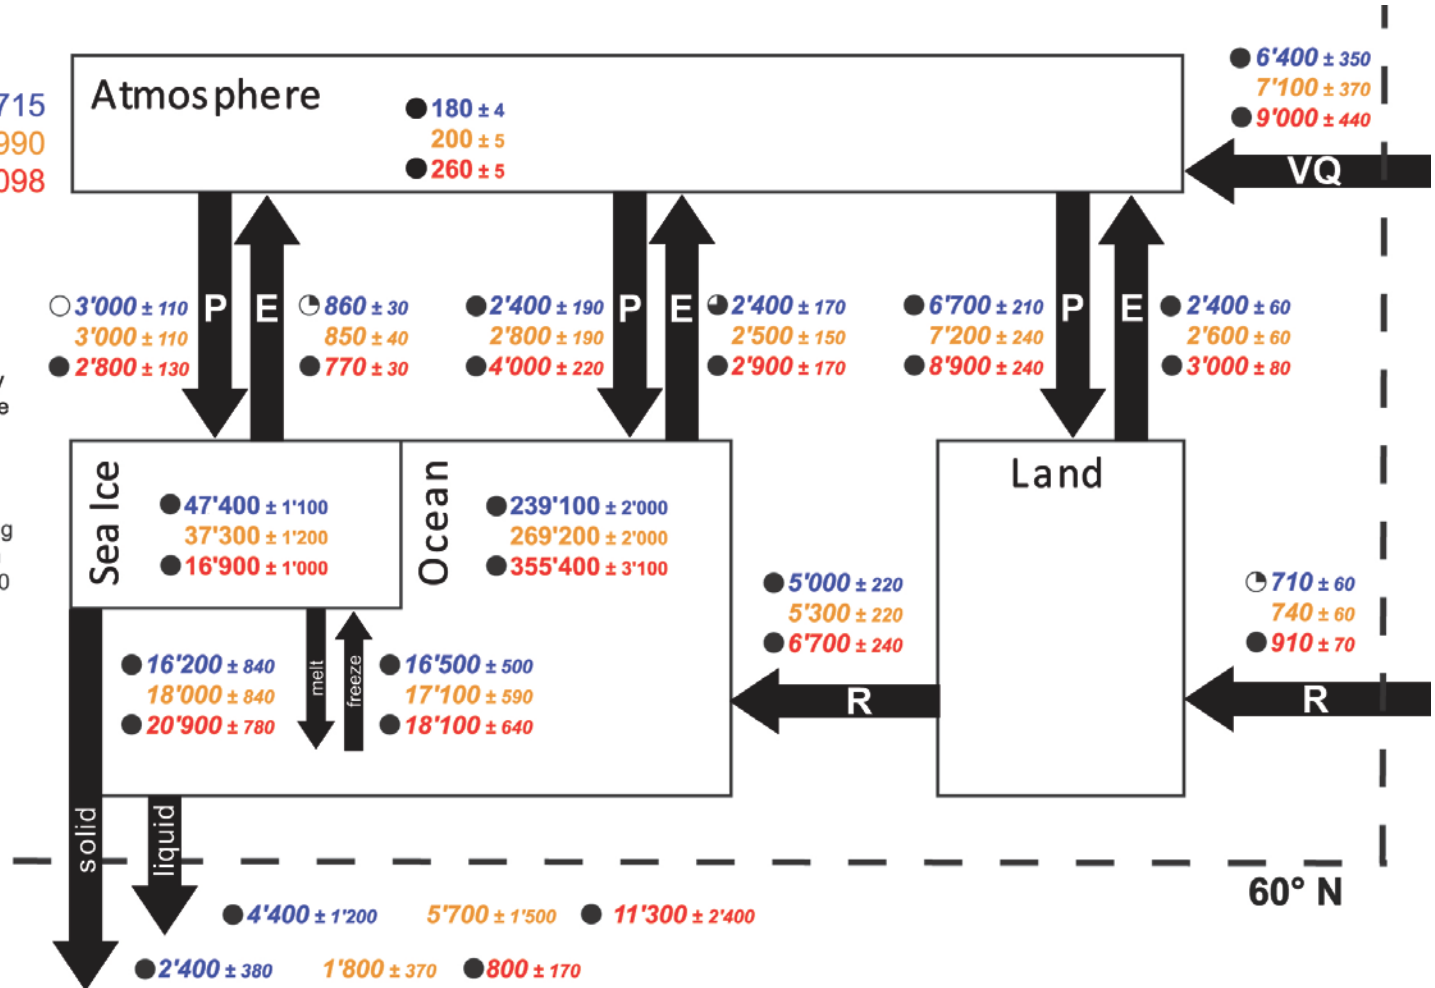 6'400 ± 350
7'100 ± 370
9'000 ± 440
VQ
715
990
098
Atmosphere
180 ± 4
200 ± 5
260 ± 5
3'000 ± 110
3'000 ± 110
2'800 ± 130
P
E
860 ± 30
850 ± 40
770 ± 30
2'400 ± 190
2'800 ± 190
4'000 ± 220
P
E
2'400 ± 170
2'500 ± 150
2'900 ± 170
6'700 ± 210
7'200 ± 240
8'900 ± 240
P
E
2'400 ± 60
2'600 ± 60
3'000 ± 80
e
g
0
Sea Ice
47'400 ± 1'100
37'300 ± 1'200
16'900 ± 1'000
Ocean
239'100 ± 2'000
269'200 ± 2'000
355'400 ± 3'100
Land
5'000 ± 220
5'300 ± 220
6'700 ± 240
R
710 ± 60
740 ± 60
910 ± 70
R
16'200 ± 840
18'000 ± 840
20'900 ± 780
melt
freeze
16'500 ± 500
17'100 ± 590
18'100 ± 640
solid
liquid
60° N
4'400 ± 1'200 5'700 ± 1'500 11'300 ± 2'400
2'400 ± 380 1'800 ± 370 800 ± 170